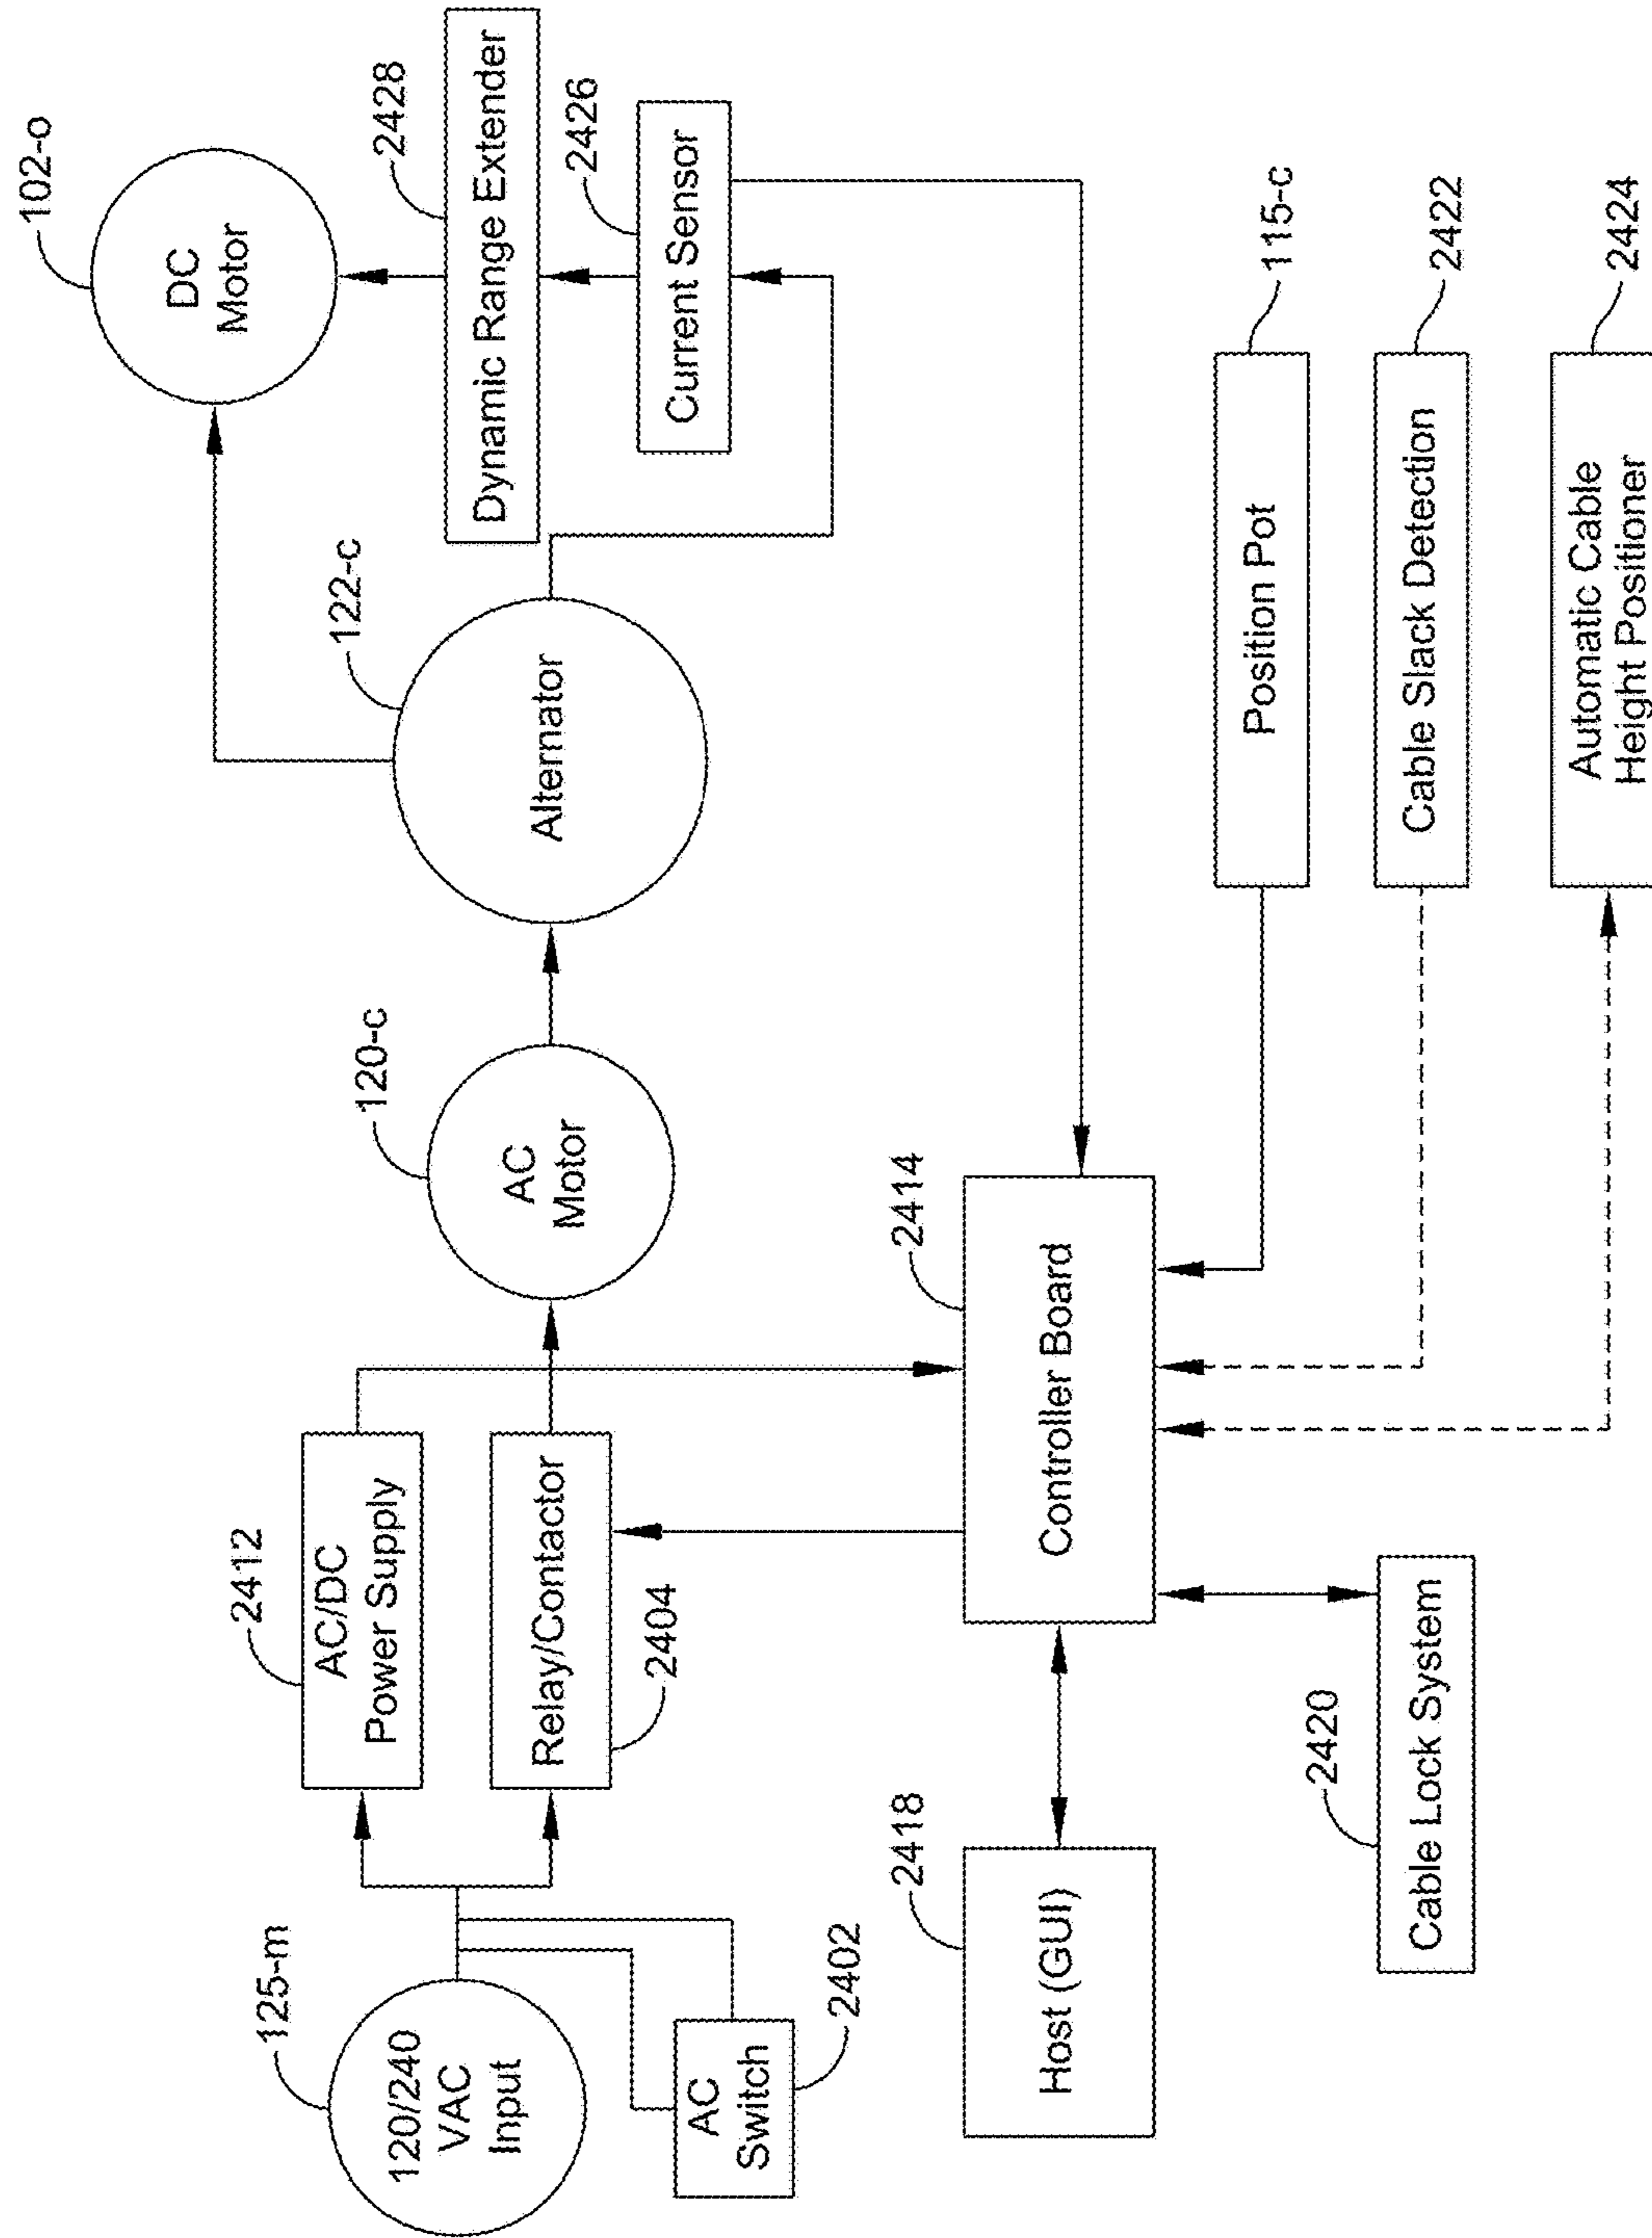 102-o
DC
Motor
2428
Dynamic Range Extender
2426
Current Sensor
122-c
Alternator
120-c
AC
Motor
2412
AC/DC
Power Supply
Relay/Contactor
2404
125-m
120/240
VAC
Input
AC
Switch
2402
2414
Controller Board
2418
Host (GUI)
2420
Cable Lock System
115-c
Position Pot
2422
Cable Slack Detection
2424
Automatic Cable
Height Positioner